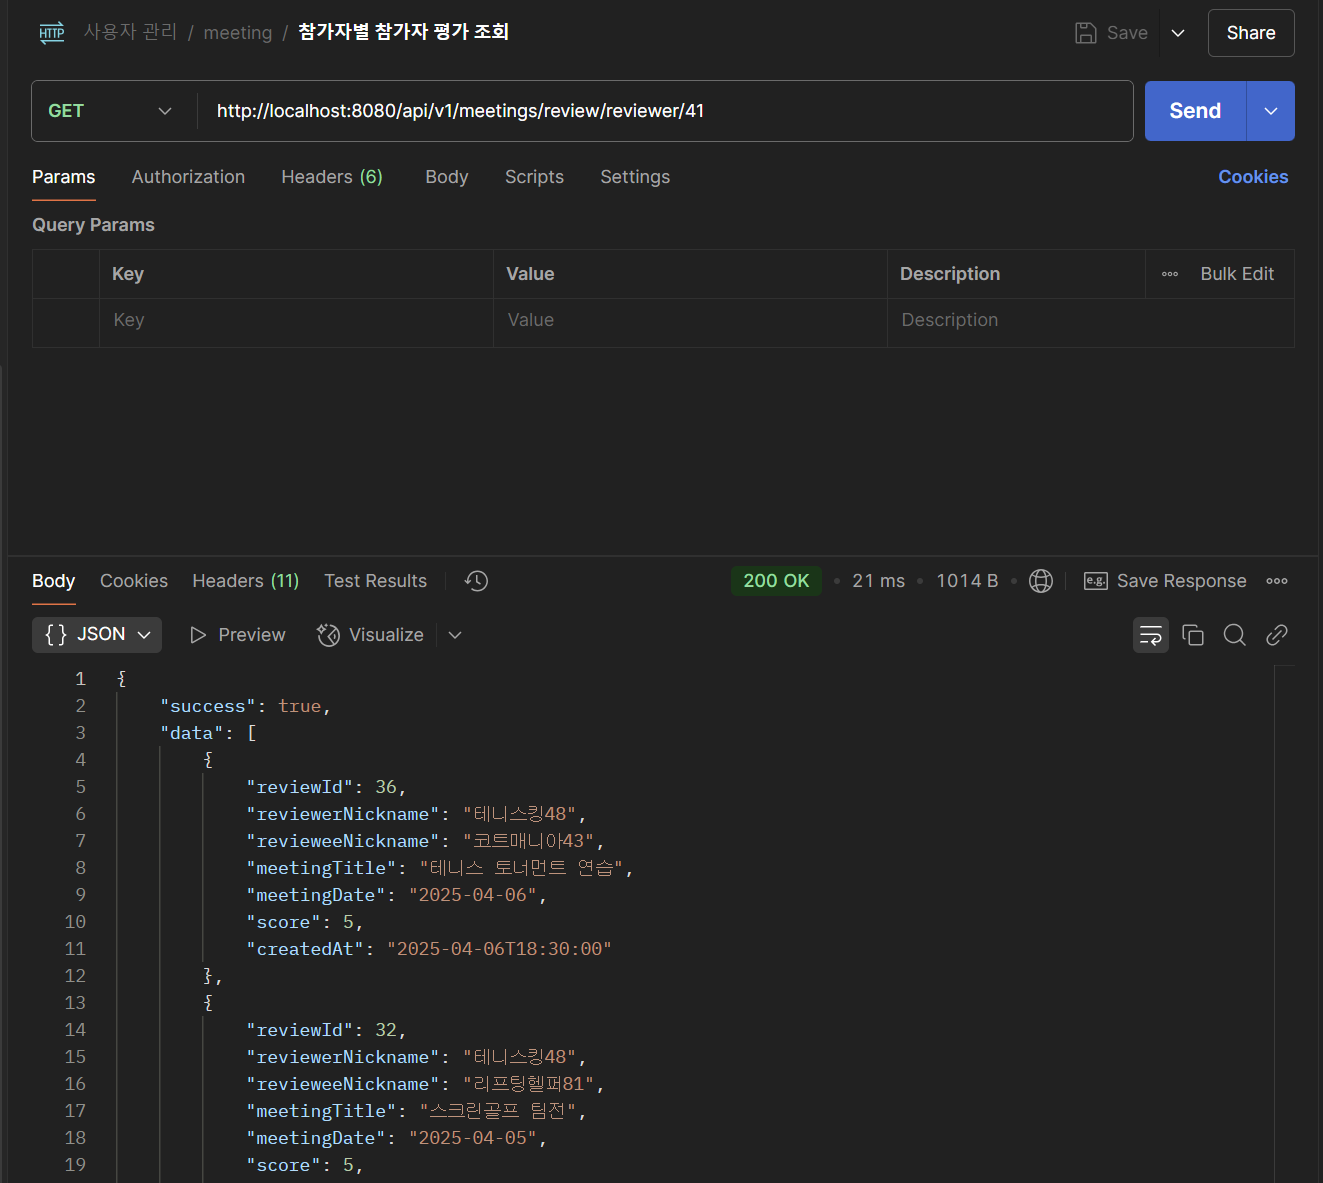 HTTP 사용자 관리 / meeting / 참가자별 참가자 평가 조회 Save Share
GET http://localhost:8080/api/v1/meetings/review/reviewer/41 Send
Params Authorization Headers (6) Body Scripts Settings Cookies
Query Params
Key Value Description Bulk Edit
Key Value Description
Body Cookies Headers (11) Test Results 200 OK • 21 ms • 1014 B • e.g. Save Response
{} JSON Preview Visualize
1 {
2 "success": true,
3 "data": [
4 {
5 "reviewId": 36,
6 "reviewerNickname": "테니스킹48",
7 "revieweeNickname": "코트매니아43",
8 "meetingTitle": "테니스 토너먼트 연습",
9 "meetingDate": "2025-04-06",
10 "score": 5,
11 "createdAt": "2025-04-06T18:30:00"
12 },
13 {
14 "reviewId": 32,
15 "reviewerNickname": "테니스킹48",
16 "revieweeNickname": "리프팅헬퍼81",
17 "meetingTitle": "스크린골프 팀전",
18 "meetingDate": "2025-04-05",
19 "score": 5,